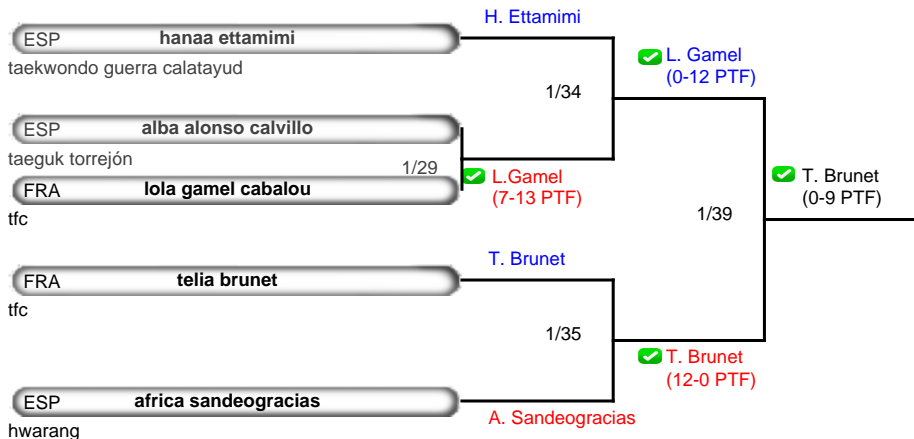 H. Ettamimi
ESP hanaa ettamimi
taekwondo guerra calatayud
L. Gamel
(0-12 PTF)
1/34
ESP alba alonso calvillo
taeguk torrejón
1/29
FRA lola gamel cabalou
tfc
L.Gamel
(7-13 PTF)
T. Brunet
(0-9 PTF)
1/39
T. Brunet
FRA telia brunet
tfc
1/35
T. Brunet
(12-0 PTF)
ESP africa sandeogracias
hwarang
A. Sandeogracias